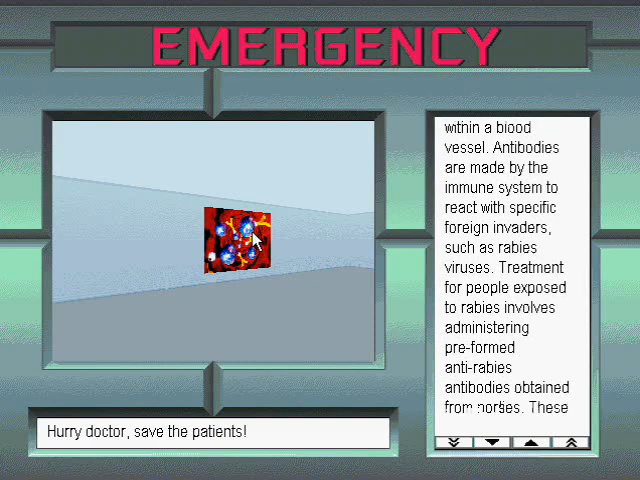 EMERGENCY
within a blood
vessel. Antibodies
are made by the
immune system to
react with specific
foreign invaders,
such as rabies
viruses. Treatment
for people exposed
to rabies involves
administering
pre-formed
anti-rabies
antibodies obtained
from horses. These
Hurry doctor, save the patients!